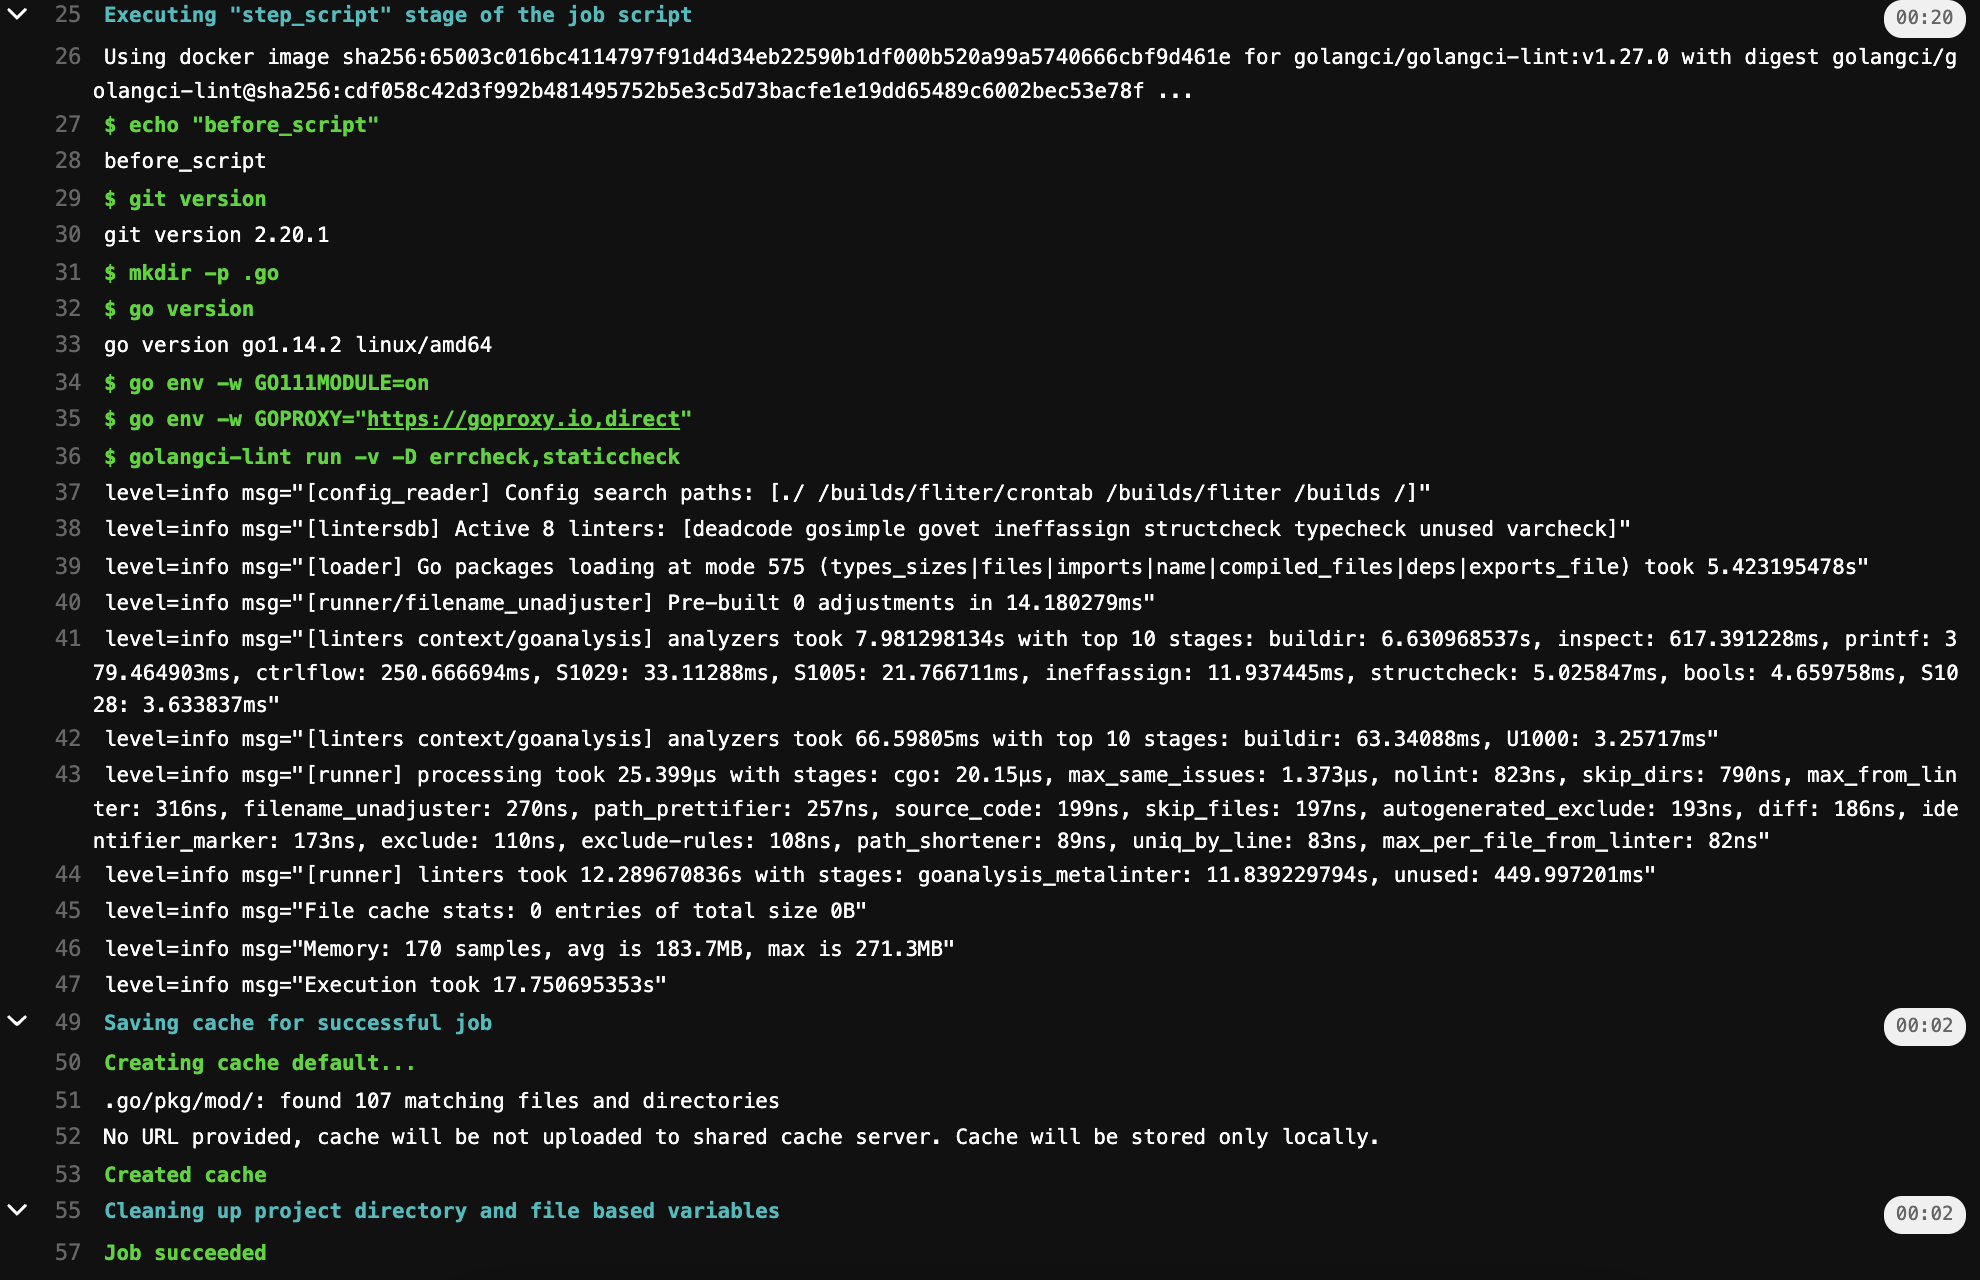 25 Executing "step_script" stage of the job script 00:20
26 Using docker image sha256:65003c016bc4114797f91d4d34eb22590b1df000b520a99a5740666cbf9d461e for golangci/golangci-lint:v1.27.0 with digest golangci/g
olangci-lint@sha256:cdf058c42d3f992b481495752b5e3c5d73bacfe1e19dd65489c6002bec53e78f ...
27 $ echo "before_script"
28 before_script
29 $ git version
30 git version 2.20.1
31 $ mkdir -p .go
32 $ go version
33 go version go1.14.2 linux/amd64
34 $ go env -w GO111MODULE=on
35 $ go env -w GOPROXY="https://goproxy.io,direct"
36 $ golangci-lint run -v -D errcheck,staticcheck
37 level=info msg="[config_reader] Config search paths: [./ /builds/fliter/crontab /builds/fliter /builds /]"
38 level=info msg="[lintersdb] Active 8 linters: [deadcode gosimple govet ineffassign structcheck typecheck unused varcheck]"
39 level=info msg="[loader] Go packages loading at mode 575 (types_sizes|files|imports|name|compiled_files|deps|exports_file) took 5.423195478s"
40 level=info msg="[runner/filename_unadjuster] Pre-built 0 adjustments in 14.180279ms"
41 level=info msg="[linters context/goanalysis] analyzers took 7.981298134s with top 10 stages: buildir: 6.630968537s, inspect: 617.391228ms, printf: 3
79.464903ms, ctrlflow: 250.666694ms, S1029: 33.11288ms, S1005: 21.766711ms, ineffassign: 11.937445ms, structcheck: 5.025847ms, bools: 4.659758ms, S10
28: 3.633837ms"
42 level=info msg="[linters context/goanalysis] analyzers took 66.59805ms with top 10 stages: buildir: 63.34088ms, U1000: 3.25717ms"
43 level=info msg="[runner] processing took 25.399µs with stages: cgo: 20.15µs, max_same_issues: 1.373µs, nolint: 823ns, skip_dirs: 790ns, max_from_lin
ter: 316ns, filename_unadjuster: 270ns, path_prettifier: 257ns, source_code: 199ns, skip_files: 197ns, autogenerated_exclude: 193ns, diff: 186ns, ide
ntifier_marker: 173ns, exclude: 110ns, exclude-rules: 108ns, path_shortener: 89ns, uniq_by_line: 83ns, max_per_file_from_linter: 82ns"
44 level=info msg="[runner] linters took 12.289670836s with stages: goanalysis_metalinter: 11.839229794s, unused: 449.997201ms"
45 level=info msg="File cache stats: 0 entries of total size 0B"
46 level=info msg="Memory: 170 samples, avg is 183.7MB, max is 271.3MB"
47 level=info msg="Execution took 17.750695353s"
49 Saving cache for successful job 00:02
50 Creating cache default...
51 .go/pkg/mod/: found 107 matching files and directories
52 No URL provided, cache will be not uploaded to shared cache server. Cache will be stored only locally.
53 Created cache
55 Cleaning up project directory and file based variables 00:02
57 Job succeeded